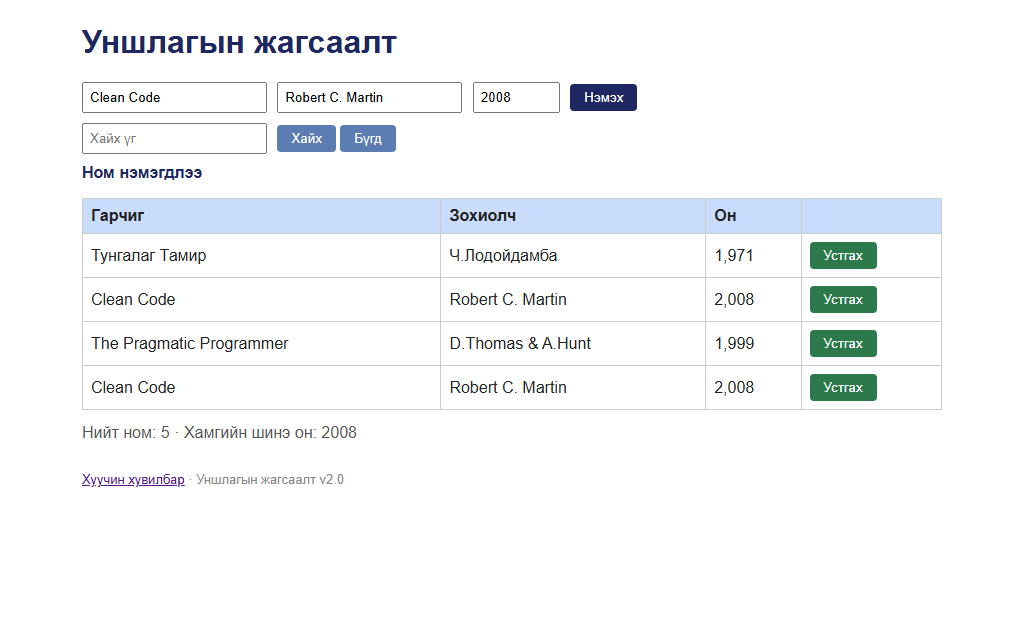 Уншлагын жагсаалт
Clean Code Robert C. Martin 2008 Нэмэх
Хайх үг Хайх Бүгд
Ном нэмэгдлээ
Гарчиг Зохиолч Он
Тунгалаг Тамир Ч.Лодойдамба 1,971 Устгах
Clean Code Robert C. Martin 2,008 Устгах
The Pragmatic Programmer D.Thomas & A.Hunt 1,999 Устгах
Clean Code Robert C. Martin 2,008 Устгах
Нийт ном: 5 · Хамгийн шинэ он: 2008
Хуучин хувилбар · Уншлагын жагсаалт v2.0